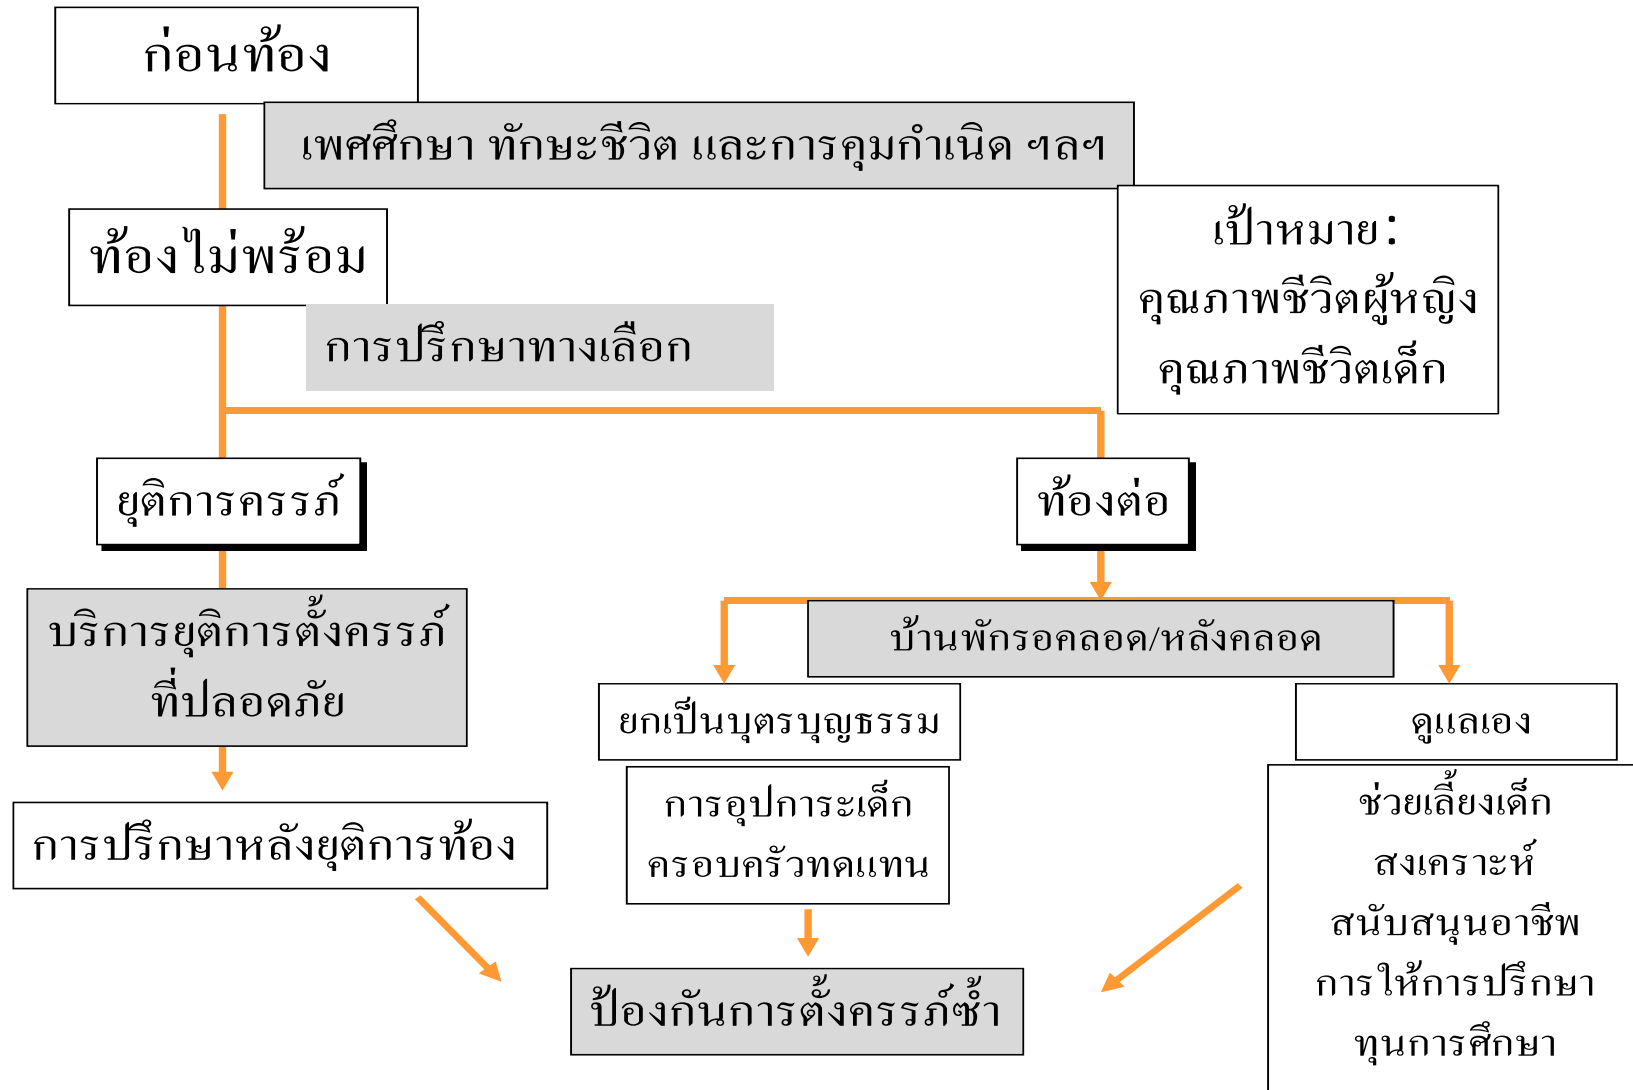 ก่อนท้อง
เพศศึกษา ทักษะชีวิต และการคุมกำเนิด ฯลฯ
ท้องไม่พร้อม
เป้าหมาย:
คุณภาพชีวิตผู้หญิง
คุณภาพชีวิตเด็ก
การปรึกษาทางเลือก
ยุติการครรภ์
ท้องต่อ
บริการยุติการตั้งครรภ์
ที่ปลอดภัย
บ้านพักรอคลอด/หลังคลอด
ยกเป็นบุตรบุญธรรม
ดูแลเอง
การอุปการะเด็ก
ครอบครัวทดแทน
ช่วยเลี้ยงเด็ก
สงเคราะห์
สนับสนุนอาชีพ
การให้การปรึกษา
ทุนการศึกษา
การปรึกษาหลังยุติการท้อง
ป้องกันการตั้งครรภ์ซ้ำ